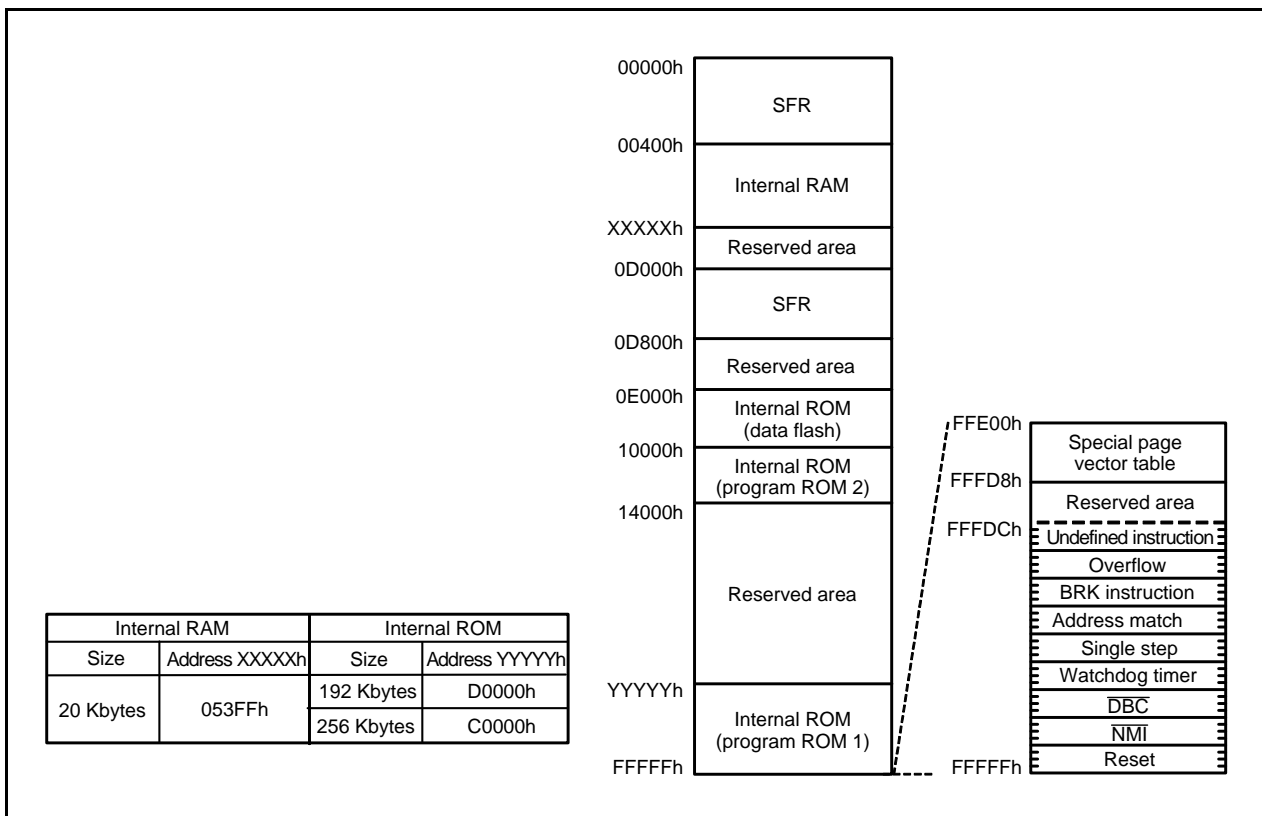 00000h
SFR
00400h
Internal RAM
XXXXXh
Reserved area
0D000h
SFR
0D800h
Reserved area
0E000h
Internal ROM
(data flash)
10000h
Internal ROM
(program ROM 2)
14000h
Reserved area
YYYYYh
Internal ROM
(program ROM 1)
FFFFFh
FFE00h
Special page
vector table
FFFD8h
Reserved area
FFFDCh
Undefined instruction
Overflow
BRK instruction
Address match
Single step
Watchdog timer
DBC
NMI
Reset
FFFFFh
Internal RAM Internal ROM
Size Address XXXXXh Size Address YYYYYh
20 Kbytes 053FFh 192 Kbytes D0000h
256 Kbytes C0000h